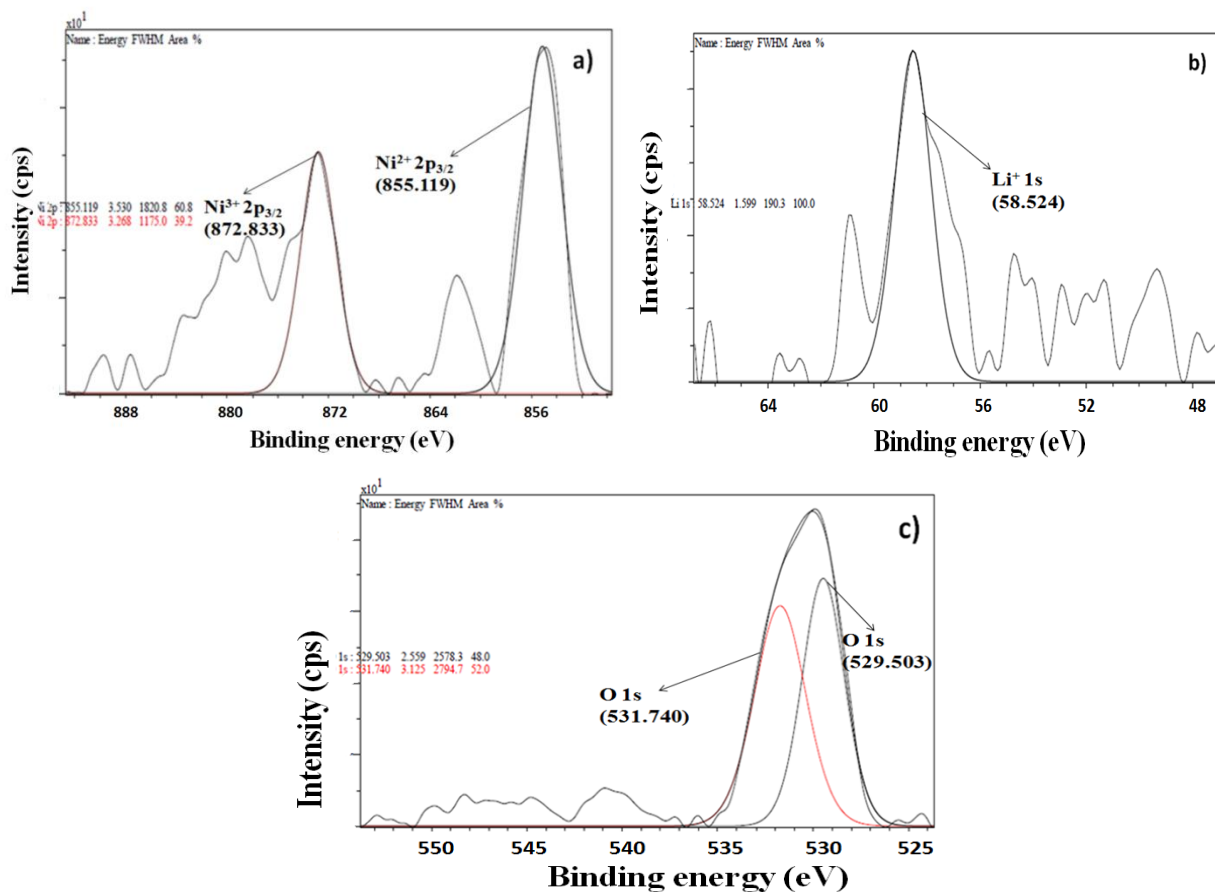 x10¹
Name : Energy FWHM Area %
a)
Ni²⁺ 2p₃/₂
(855.119)
Ni³⁺ 2p₃/₂
(872.833)
Ni 2p : 855.119 3.530 1820.8 60.8
Ni 2p : 872.833 3.268 1175.0 39.2
Intensity (cps)
888 880 872 864 856
Binding energy (eV)
Name : Energy FWHM Area %
b)
Li⁺ 1s
(58.524)
Li 1s 58.524 1.599 190.3 100.0
Intensity (cps)
64 60 56 52 48
Binding energy (eV)
x10¹
Name : Energy FWHM Area %
c)
O 1s
(529.503)
1s : 529.503 2.559 2578.3 48.0
1s : 531.740 3.125 2794.7 52.0
O 1s
(531.740)
Intensity (cps)
550 545 540 535 530 525
Binding energy (eV)